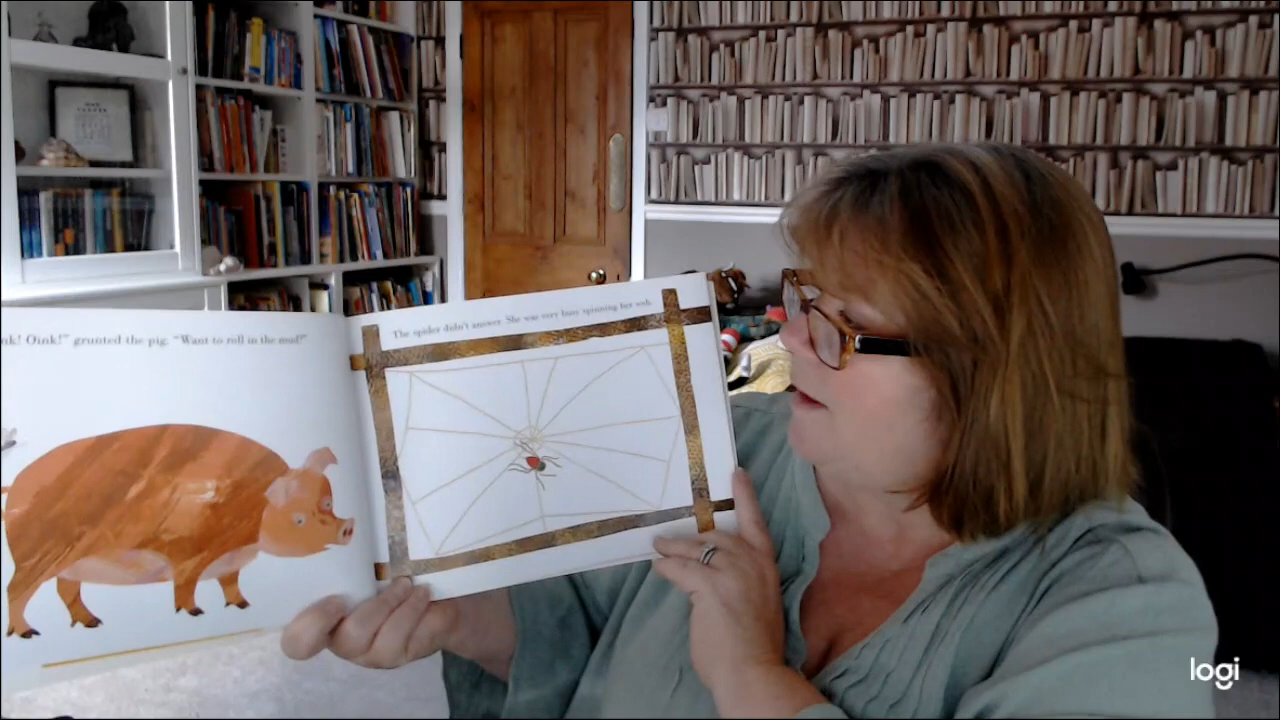 nk! Oink!" grunted the pig. "Want to roll in the mud?"
The spider didn't answer. She was very busy spinning her web.
logi